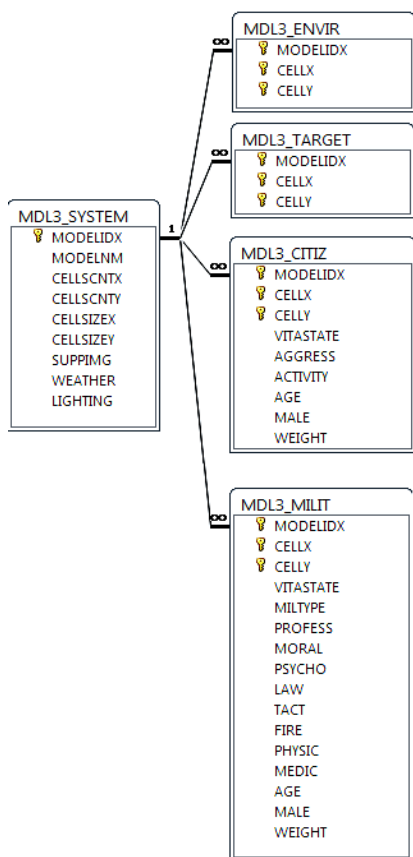 MDL3_ENVIR
MODELIDX
CELLX
CELLY
MDL3_TARGET
MODELIDX
CELLX
CELLY
MDL3_SYSTEM
MODELIDX
MODELNM
CELLSCNTX
CELLSCNTY
CELLSIZEX
CELLSIZEY
SUPPIMG
WEATHER
LIGHTING
1
∞
∞
∞
∞
MDL3_CITIZ
MODELIDX
CELLX
CELLY
VITASTATE
AGGRESS
ACTIVITY
AGE
MALE
WEIGHT
MDL3_MILIT
MODELIDX
CELLX
CELLY
VITASTATE
MILTYPE
PROFESS
MORAL
PSYCHO
LAW
TACT
FIRE
PHYSIC
MEDIC
AGE
MALE
WEIGHT